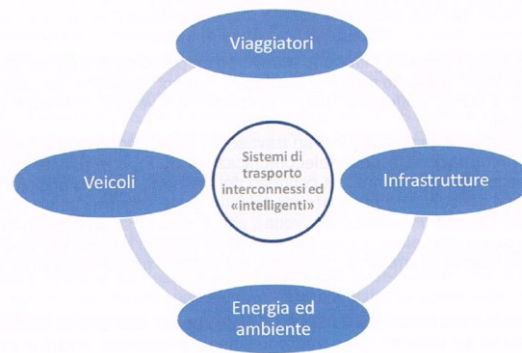 Viaggiatori
Veicoli
Sistemi di
trasporto
interconnessi ed
«intelligenti»
Infrastrutture
Energia ed
ambiente